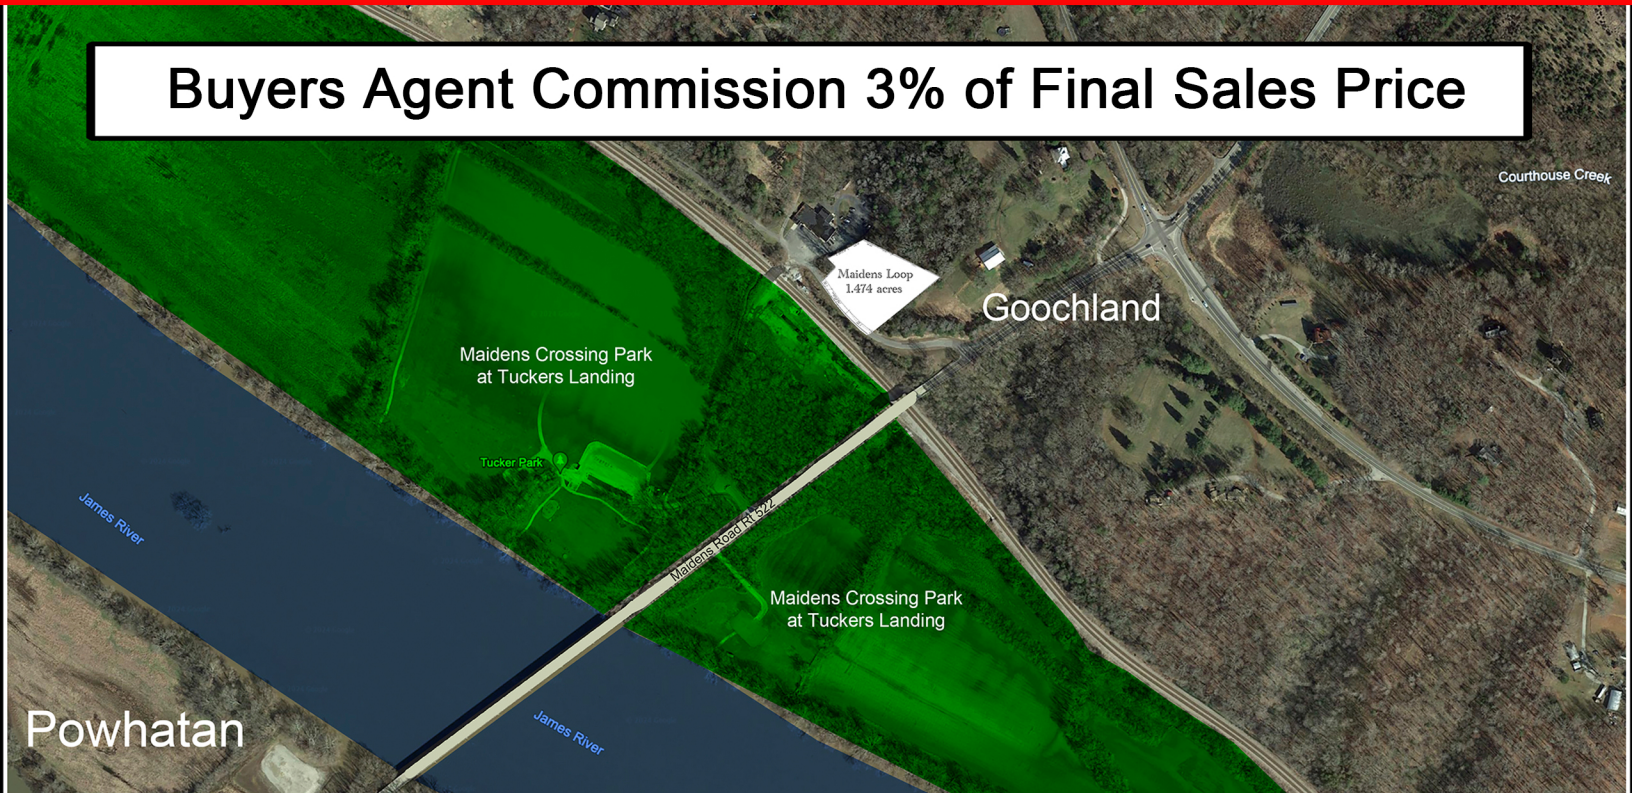 Buyers Agent Commission 3% of Final Sales Price
Courthouse Creek
Maidens Loop
1.474 acres
Goochland
Maidens Crossing Park
at Tuckers Landing
Tucker Park
James River
Maidens Road Rt 522
Maidens Crossing Park
at Tuckers Landing
Powhatan
James River